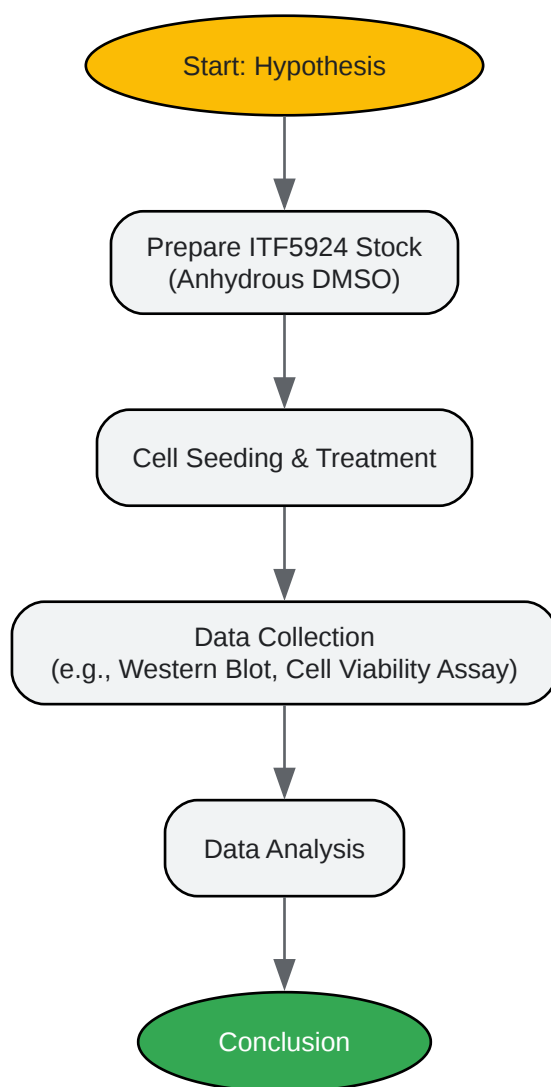 Start: Hypothesis
Prepare ITF5924 Stock
(Anhydrous DMSO)
Cell Seeding & Treatment
Data Collection
(e.g., Western Blot, Cell Viability Assay)
Data Analysis
Conclusion